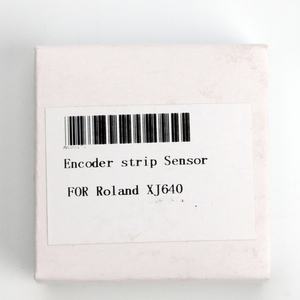 Encoder strip Sensor
FOR Roland XJ640